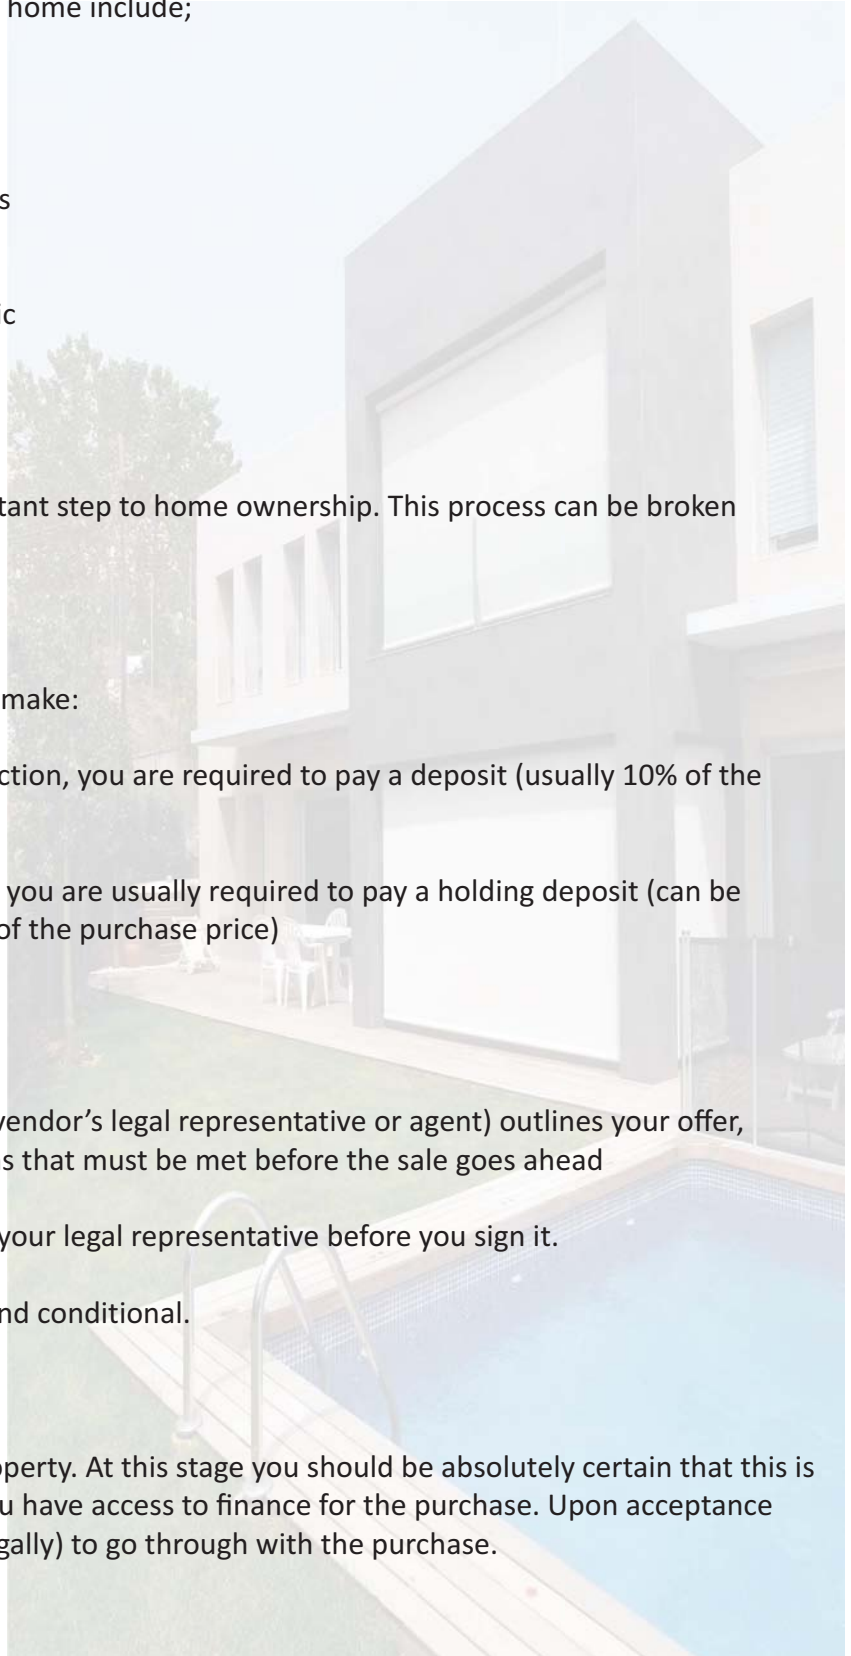 home include;
s
ic
tant step to home ownership. This process can be broken
make:
ction, you are required to pay a deposit (usually 10% of the
you are usually required to pay a holding deposit (can be
of the purchase price)
vendor’s legal representative or agent) outlines your offer,
s that must be met before the sale goes ahead
your legal representative before you sign it.
nd conditional.
perty. At this stage you should be absolutely certain that this is
u have access to finance for the purchase. Upon acceptance
gally) to go through with the purchase.